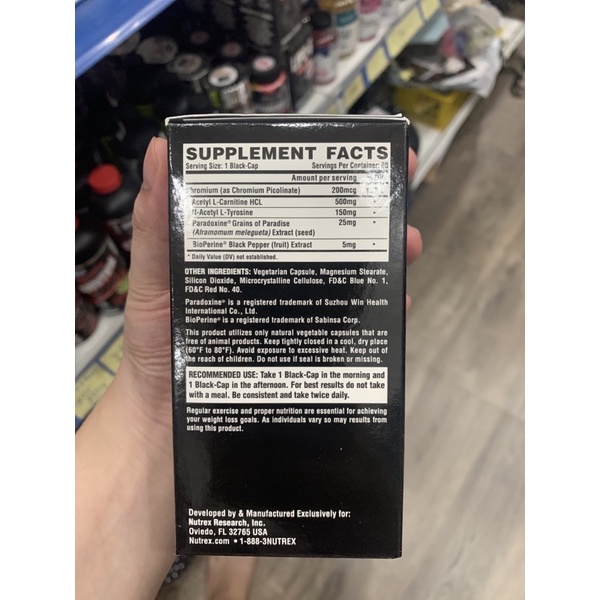 SUPPLEMENT FACTS
Serving Size: 1 Black-Cap Servings Per Container: 60
Amount per serving
Chromium (as Chromium Picolinate) 200mcg
Acetyl L-Carnitine HCL 500mg *
N-Acetyl L-Tyrosine 150mg *
Paradoxine® Grains of Paradise 25mg *
(Aframomum melegueta) Extract (seed)
BioPerine® Black Pepper (fruit) Extract 5mg *
* Daily Value (DV) not established.
OTHER INGREDIENTS: Vegetarian Capsule, Magnesium Stearate,
Silicon Dioxide, Microcrystalline Cellulose, FD&C Blue No. 1,
FD&C Red No. 40.
Paradoxine® is a registered trademark of Suzhou Win Health
International Co., Ltd.
BioPerine® is a registered trademark of Sabinsa Corp.
This product utilizes only natural vegetable capsules that are
free of animal products. Keep tightly closed in a cool, dry place
(60°F to 80°F). Avoid exposure to excessive heat. Keep out of
the reach of children. Do not use if seal is broken or missing.
RECOMMENDED USE: Take 1 Black-Cap in the morning and
1 Black-Cap in the afternoon. For best results do not take
with a meal. Be consistent and take twice daily.
Regular exercise and proper nutrition are essential for achieving
your weight loss goals. As individuals vary so may results from
using this product.
Developed by & Manufactured Exclusively for:
Nutrex Research, Inc.
Oviedo, FL 32765 USA
Nutrex.com • 1-888-3NUTREX